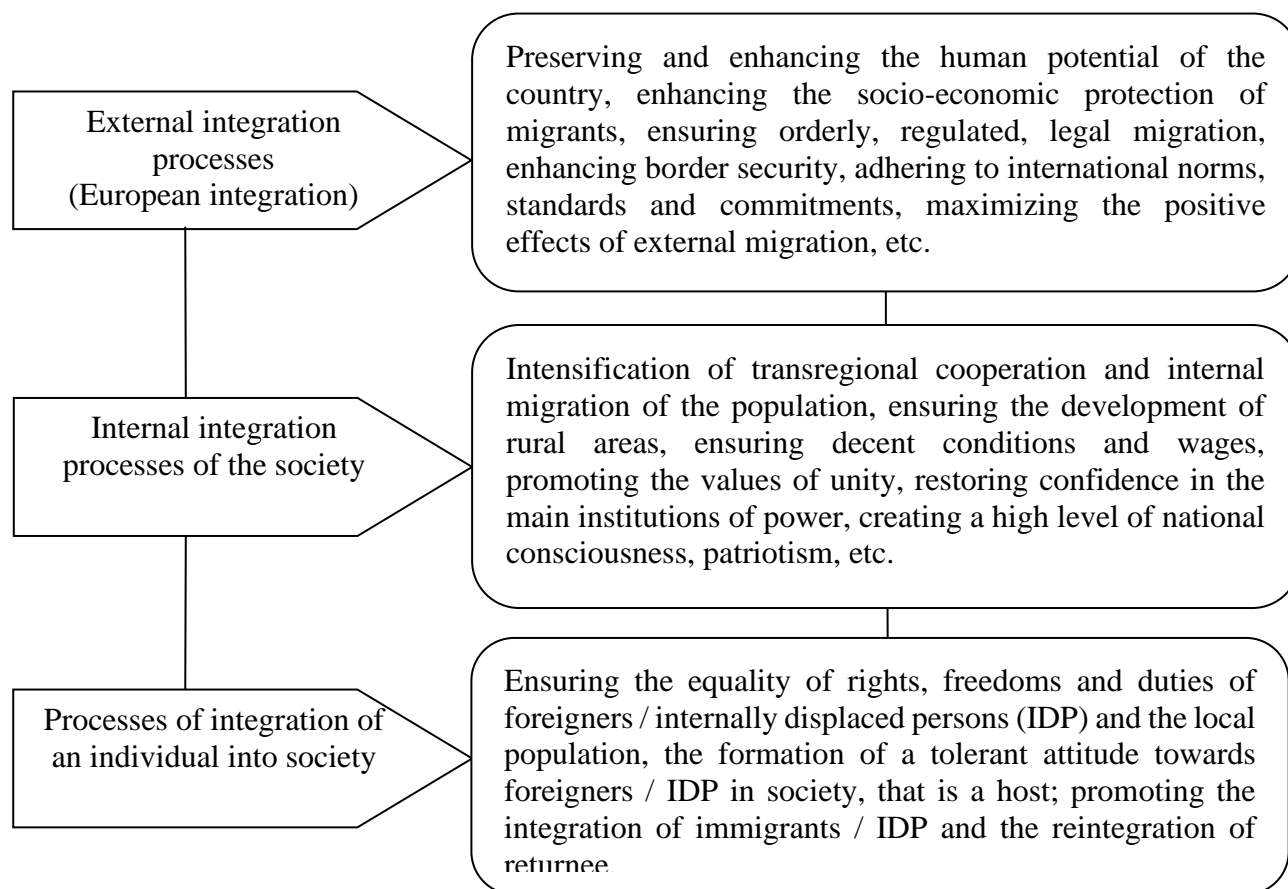 External integration
processes
(European integration)
Preserving and enhancing the human potential of the
country, enhancing the socio-economic protection of
migrants, ensuring orderly, regulated, legal migration,
enhancing border security, adhering to international norms,
standards and commitments, maximizing the positive
effects of external migration, etc.
Internal integration
processes of the society
Intensification of transregional cooperation and internal
migration of the population, ensuring the development of
rural areas, ensuring decent conditions and wages,
promoting the values of unity, restoring confidence in the
main institutions of power, creating a high level of national
consciousness, patriotism, etc.
Processes of integration of
an individual into society
Ensuring the equality of rights, freedoms and duties of
foreigners / internally displaced persons (IDP) and the local
population, the formation of a tolerant attitude towards
foreigners / IDP in society, that is a host; promoting the
integration of immigrants / IDP and the reintegration of
returnee.